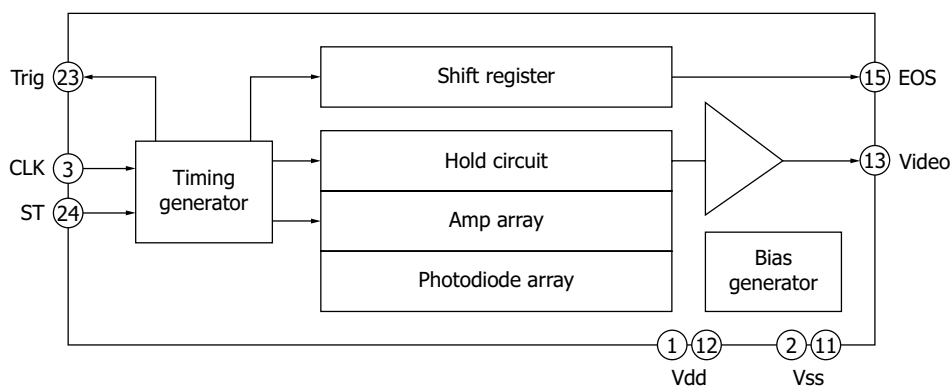 Trig 23
Shift register
15 EOS
CLK 3
Timing
generator
Hold circuit
13 Video
ST 24
Amp array
Photodiode array
Bias
generator
1 12
Vdd
2 11
Vss